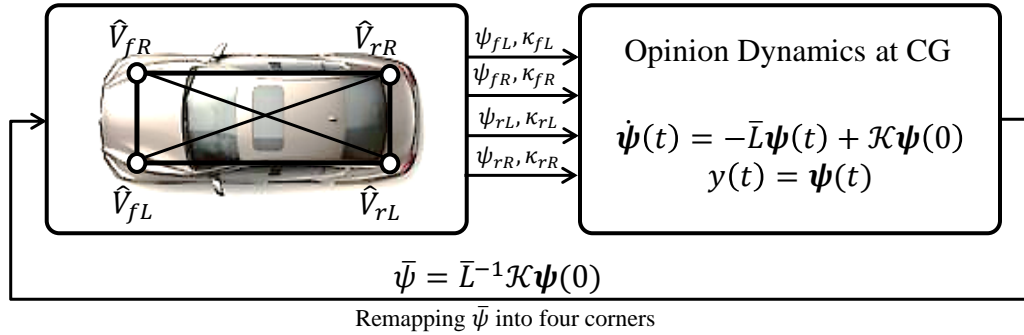 V̂_fR
V̂_rR
V̂_fL
V̂_rL
ψ_fL, κ_fL
ψ_fR, κ_fR
ψ_rL, κ_rL
ψ_rR, κ_rR
Opinion Dynamics at CG
ψ̇(t) = −L̄ψ(t) + 𝒦ψ(0)
y(t) = ψ(t)
ψ̄ = L̄⁻¹𝒦ψ(0)
Remapping ψ̄ into four corners